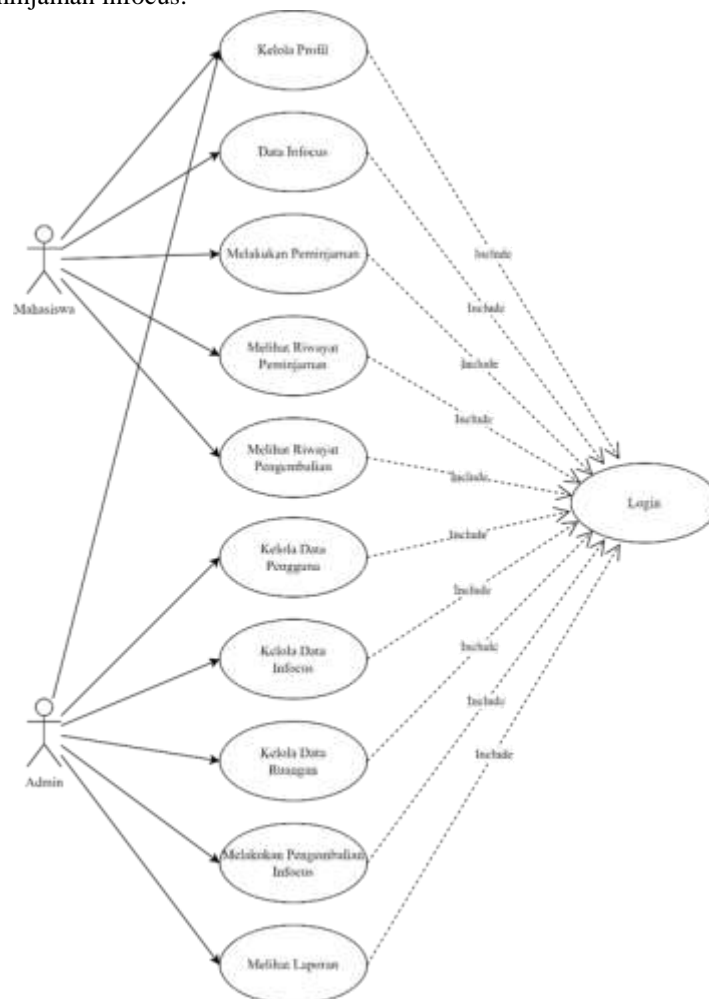 Kelola Profil
Data Infocus
Melakukan Peminjaman
Include
Mahasiswa
Include
Melihat Riwayat
Peminjaman
Include
Include
Melihat Riwayat
Pengembalian
Include
Login
Kelola Data
Pengguna
Include
Include
Kelola Data
Infocus
Include
Include
Admin
Kelola Data
Ruangan
Include
Melakukan Pengembalian
Infocus
Melihat Laporan